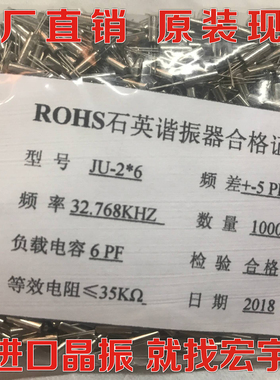 厂直销 原装现
ROHS石英谐振器合格证
型号 JU-2*6 频差+-5 P
频率 32.768KHZ 数量 1000
负载电容 6 PF 检验 合格
等效电阻≤35KΩ 日期 2018
进口晶振 就找宏宇